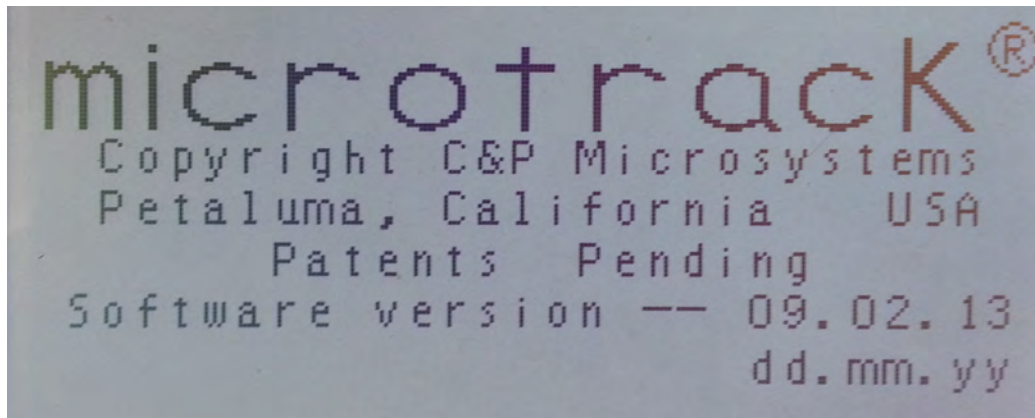 microtrack®
Copyright C&P Microsystems
Petaluma, California USA
Patents Pending
Software version -- 09.02.13
dd.mm.yy